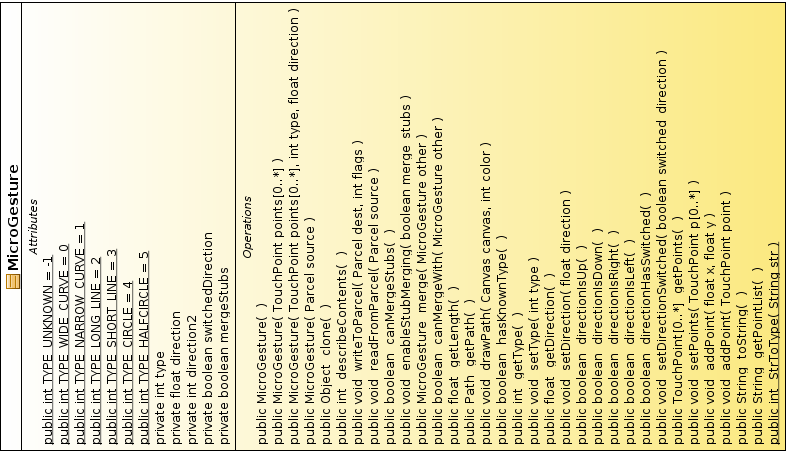 MicroGesture
Attributes
public int TYPE_UNKNOWN = -1
public int TYPE_WIDE_CURVE = 0
public int TYPE_NARROW_CURVE = 1
public int TYPE_LONG_LINE = 2
public int TYPE_SHORT_LINE = 3
public int TYPE_CIRCLE = 4
public int TYPE_HALFCIRCLE = 5
private int type
private float direction
private int direction2
private boolean switchedDirection
private boolean mergeStubs
Operations
public MicroGesture( )
public MicroGesture( TouchPoint points[0..*] )
public MicroGesture( TouchPoint points[0..*], int type, float direction )
public MicroGesture( Parcel source )
public Object clone( )
public int describeContents( )
public void writeToParcel( Parcel dest, int flags )
public void readFromParcel( Parcel source )
public boolean canMergeStubs( )
public void enableStubMerging( boolean merge_stubs )
public MicroGesture merge( MicroGesture other )
public boolean canMergeWith( MicroGesture other )
public float getLength( )
public Path getPath( )
public void drawPath( Canvas canvas, int color )
public boolean hasKnownType( )
public int getType( )
public void setType( int type )
public float getDirection( )
public void setDirection( float direction )
public boolean directionIsUp( )
public boolean directionIsDown( )
public boolean directionIsRight( )
public boolean directionIsLeft( )
public boolean directionHasSwitched( )
public void setDirectionSwitched( boolean switched_direction )
public TouchPoint[0..*] getPoints( )
public void setPoints( TouchPoint p[0..*] )
public void addPoint( float x, float y )
public void addPoint( TouchPoint point )
public String toString( )
public String getPointList( )
public int StrToType( String str )